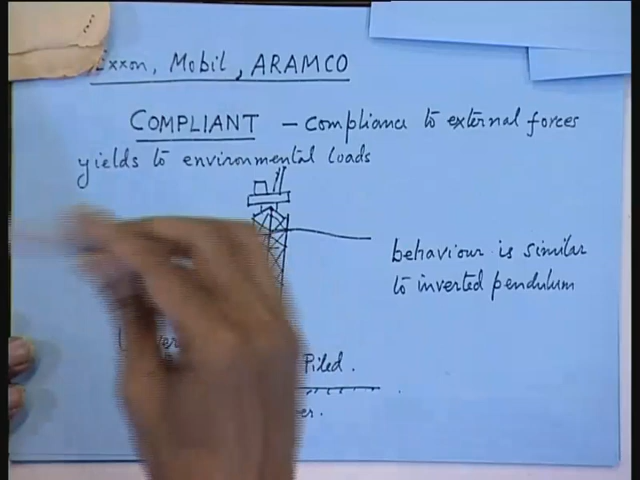 Exxon, Mobil, ARAMCO
COMPLIANT – compliance to external forces
yields to environmental loads
behaviour is similar
to inverted pendulum
Piled.